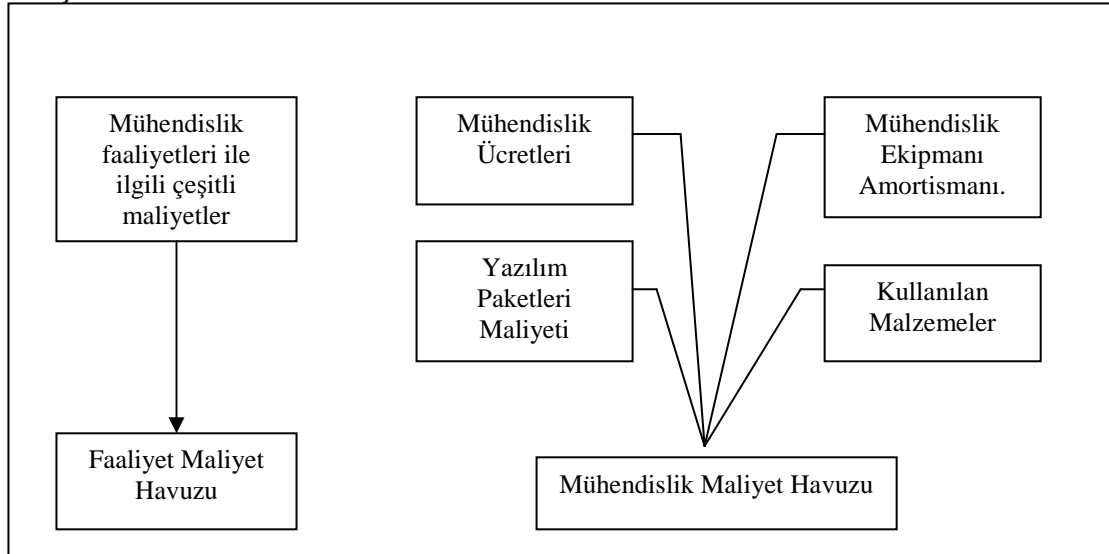 Mühendislik
faaliyetleri ile
ilgili çeşitli
maliyetler
Mühendislik
Ücretleri
Mühendislik
Ekipmanı
Amortismanı.
Yazılım
Paketleri
Maliyeti
Kullanılan
Malzemeler
Faaliyet Maliyet
Havuzu
Mühendislik Maliyet Havuzu